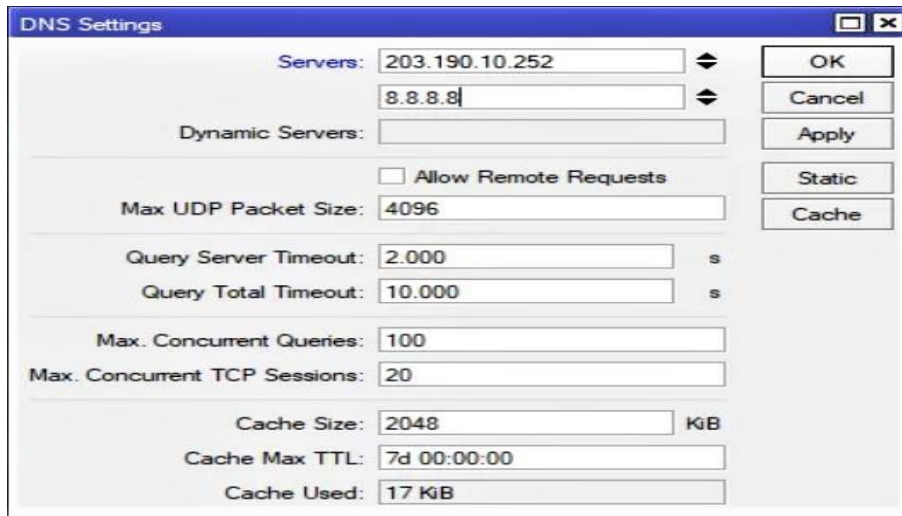 DNS Settings
Servers: 203.190.10.252 OK
8.8.8.8 Cancel
Dynamic Servers: Apply
Allow Remote Requests Static
Max UDP Packet Size: 4096 Cache
Query Server Timeout: 2.000 s
Query Total Timeout: 10.000 s
Max. Concurrent Queries: 100
Max. Concurrent TCP Sessions: 20
Cache Size: 2048 KiB
Cache Max TTL: 7d 00:00:00
Cache Used: 17 KiB